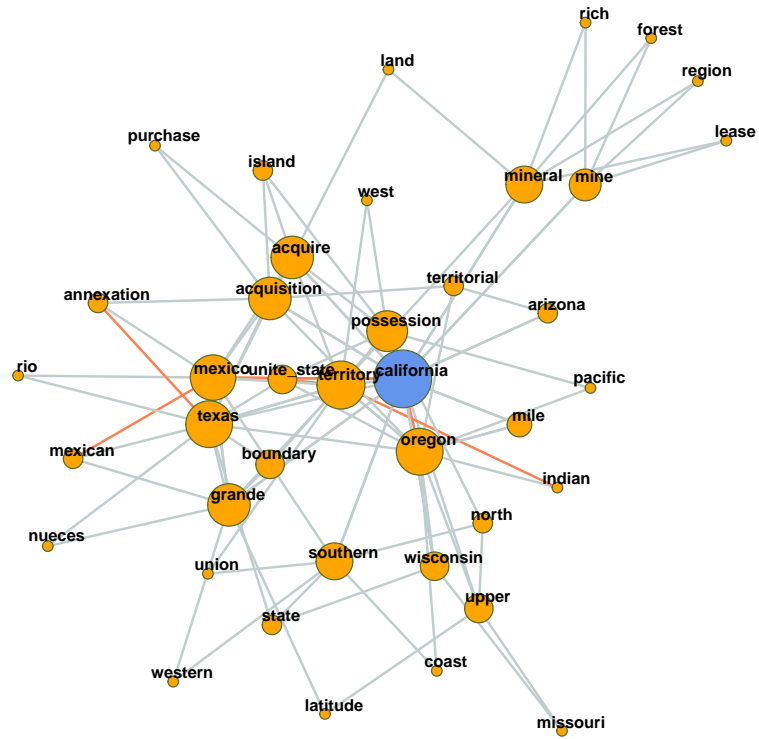 rich
forest
land
region
purchase
lease
island
west
mineral
mine
acquire
territorial
acquisition
annexation
arizona
possession
rio
mexico
unite_state
territory
california
pacific
texas
mile
oregon
mexican
boundary
indian
grande
north
nueces
southern
wisconsin
union
upper
state
coast
western
latitude
missouri